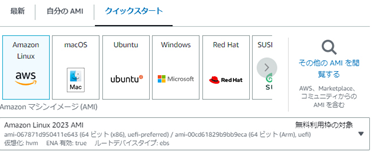 最新
自分の AMI
クイックスタート
Amazon Linux
aws
macOS
Mac
Ubuntu
ubuntu
Windows
Microsoft
Red Hat
Red Hat
SUSE
その他の AMI を閲覧する
AWS、Marketplace、コミュニティからの AMI を含む
Amazon マシンイメージ (AMI)
Amazon Linux 2023 AMI
無料利用枠の対象
ami-067871d950411e643 (64 ビット (x86), uefi-preferred) / ami-00cd61829b9bb9eca (64 ビット (Arm), uefi)
仮想化: hvm ENA 有効: true ルートデバイスタイプ: ebs